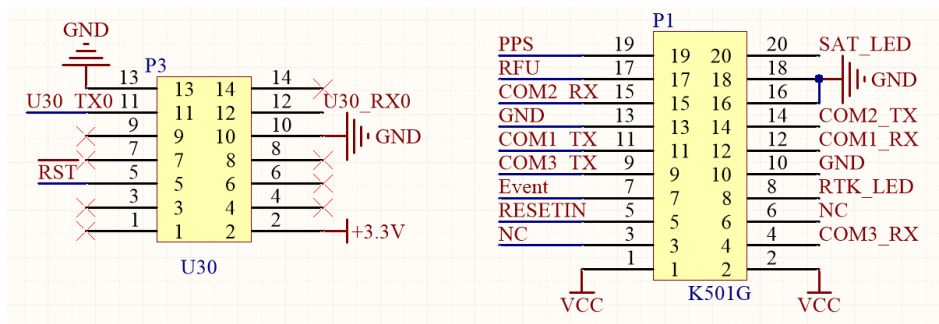 GND
P3
13 13 14 14
U30_TX0 11 11 12 12 U30_RX0
9 9 10 10 GND
7 7 8 8
RST 5 5 6 6
3 3 4 4
1 1 2 2 +3.3V
U30
P1
PPS 19 19 20 20 SAT_LED
RFU 17 17 18 18 GND
COM2_RX 15 15 16 16
GND 13 13 14 14 COM2_TX
COM1_TX 11 11 12 12 COM1_RX
COM3_TX 9 9 10 10 GND
Event 7 7 8 8 RTK_LED
RESETIN 5 5 6 6 NC
NC 3 3 4 4 COM3_RX
1 1 2 2
VCC K501G VCC